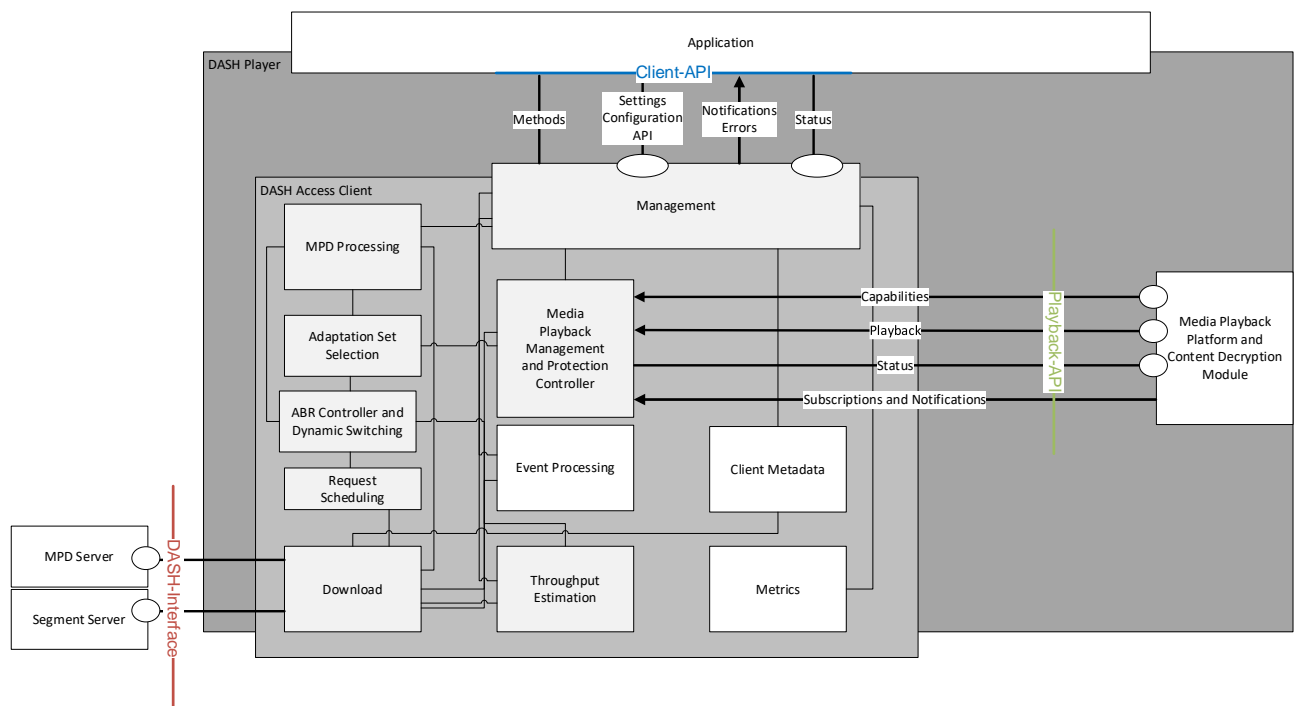 Application
DASH Player
Client-API
Methods
Settings
Configuration
API
Notifications
Errors
Status
DASH Access Client
Management
MPD Processing
Adaptation Set
Selection
ABR Controller and
Dynamic Switching
Request
Scheduling
Download
Media
Playback
Management
and Protection
Controller
Event Processing
Throughput
Estimation
Client Metadata
Metrics
Capabilities
Playback
Status
Subscriptions and Notifications
Playback-API
Media Playback
Platform and
Content Decryption
Module
MPD Server
Segment Server
DASH-Interface